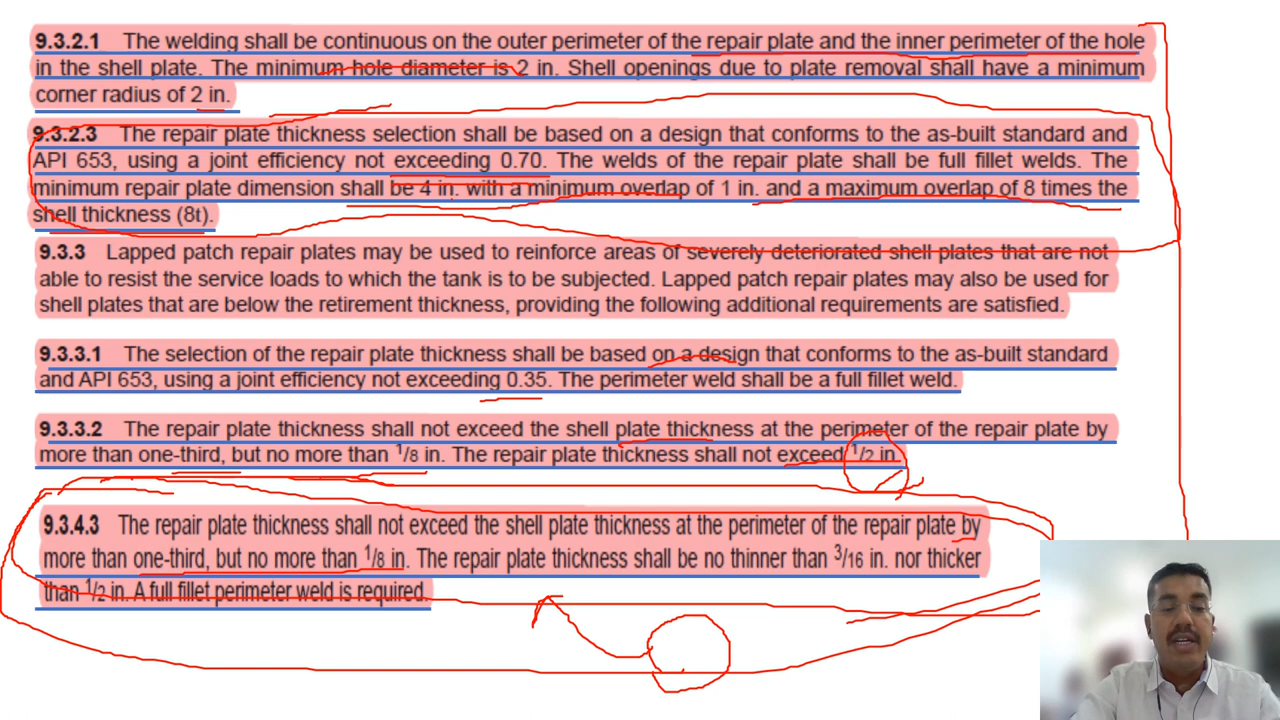 9.3.2.1 The welding shall be continuous on the outer perimeter of the repair plate and the inner perimeter of the hole
in the shell plate. The minimum hole diameter is 2 in. Shell openings due to plate removal shall have a minimum
corner radius of 2 in.
9.3.2.3 The repair plate thickness selection shall be based on a design that conforms to the as-built standard and
API 653, using a joint efficiency not exceeding 0.70. The welds of the repair plate shall be full fillet welds. The
minimum repair plate dimension shall be 4 in. with a minimum overlap of 1 in. and a maximum overlap of 8 times the
shell thickness (8t).
9.3.3 Lapped patch repair plates may be used to reinforce areas of severely deteriorated shell plates that are not
able to resist the service loads to which the tank is to be subjected. Lapped patch repair plates may also be used for
shell plates that are below the retirement thickness, providing the following additional requirements are satisfied.
9.3.3.1 The selection of the repair plate thickness shall be based on a design that conforms to the as-built standard
and API 653, using a joint efficiency not exceeding 0.35. The perimeter weld shall be a full fillet weld.
9.3.3.2 The repair plate thickness shall not exceed the shell plate thickness at the perimeter of the repair plate by
more than one-third, but no more than 1/8 in. The repair plate thickness shall not exceed 1/2 in.
9.3.4.3 The repair plate thickness shall not exceed the shell plate thickness at the perimeter of the repair plate by
more than one-third, but no more than 1/8 in. The repair plate thickness shall be no thinner than 3/16 in. nor thicker
than 1/2 in. A full fillet perimeter weld is required.